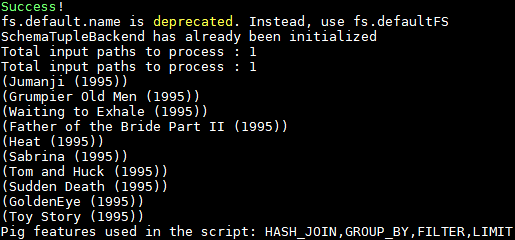 Success!
fs.default.name is deprecated. Instead, use fs.defaultFS
SchemaTupleBackend has already been initialized
Total input paths to process : 1
Total input paths to process : 1
(Jumanji (1995))
(Grumpier Old Men (1995))
(Waiting to Exhale (1995))
(Father of the Bride Part II (1995))
(Heat (1995))
(Sabrina (1995))
(Tom and Huck (1995))
(Sudden Death (1995))
(GoldenEye (1995))
(Toy Story (1995))
Pig features used in the script: HASH_JOIN,GROUP_BY,FILTER,LIMIT